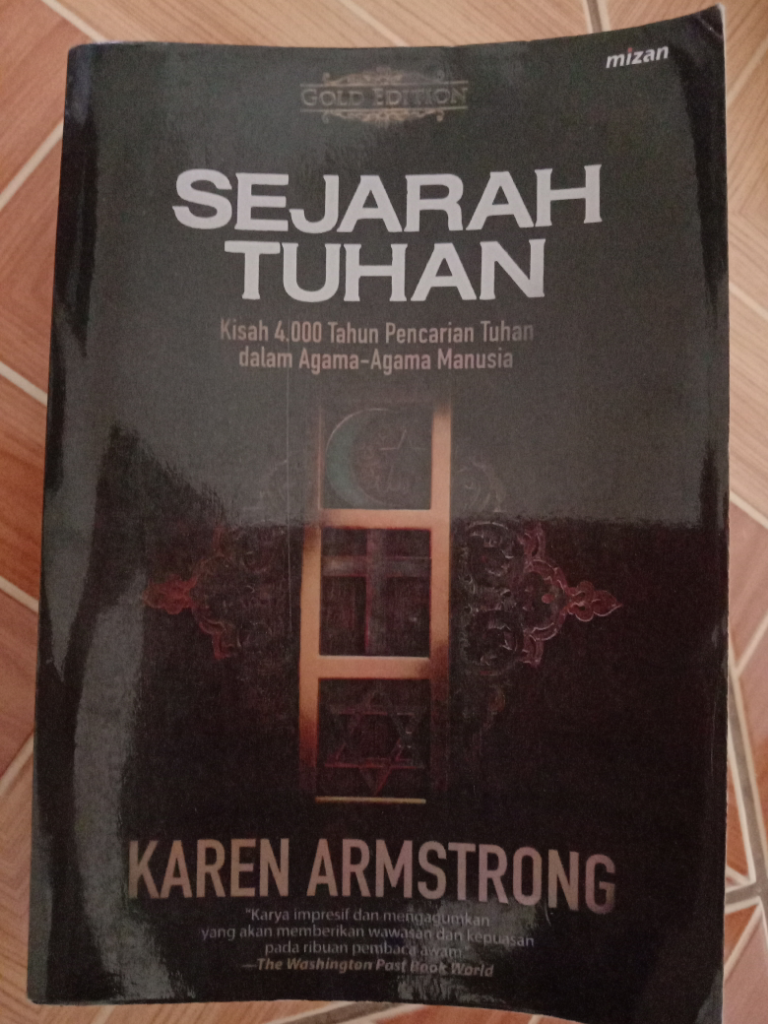 mizan
GOLD EDITION
SEJARAH
TUHAN
Kisah 4.000 Tahun Pencarian Tuhan
dalam Agama-Agama Manusia
KAREN ARMSTRONG
"Karya impresif dan mengagumkan
yang akan memberikan wawasan dan kepuasan
pada ribuan pembaca awam."
—The Washington Post Book World